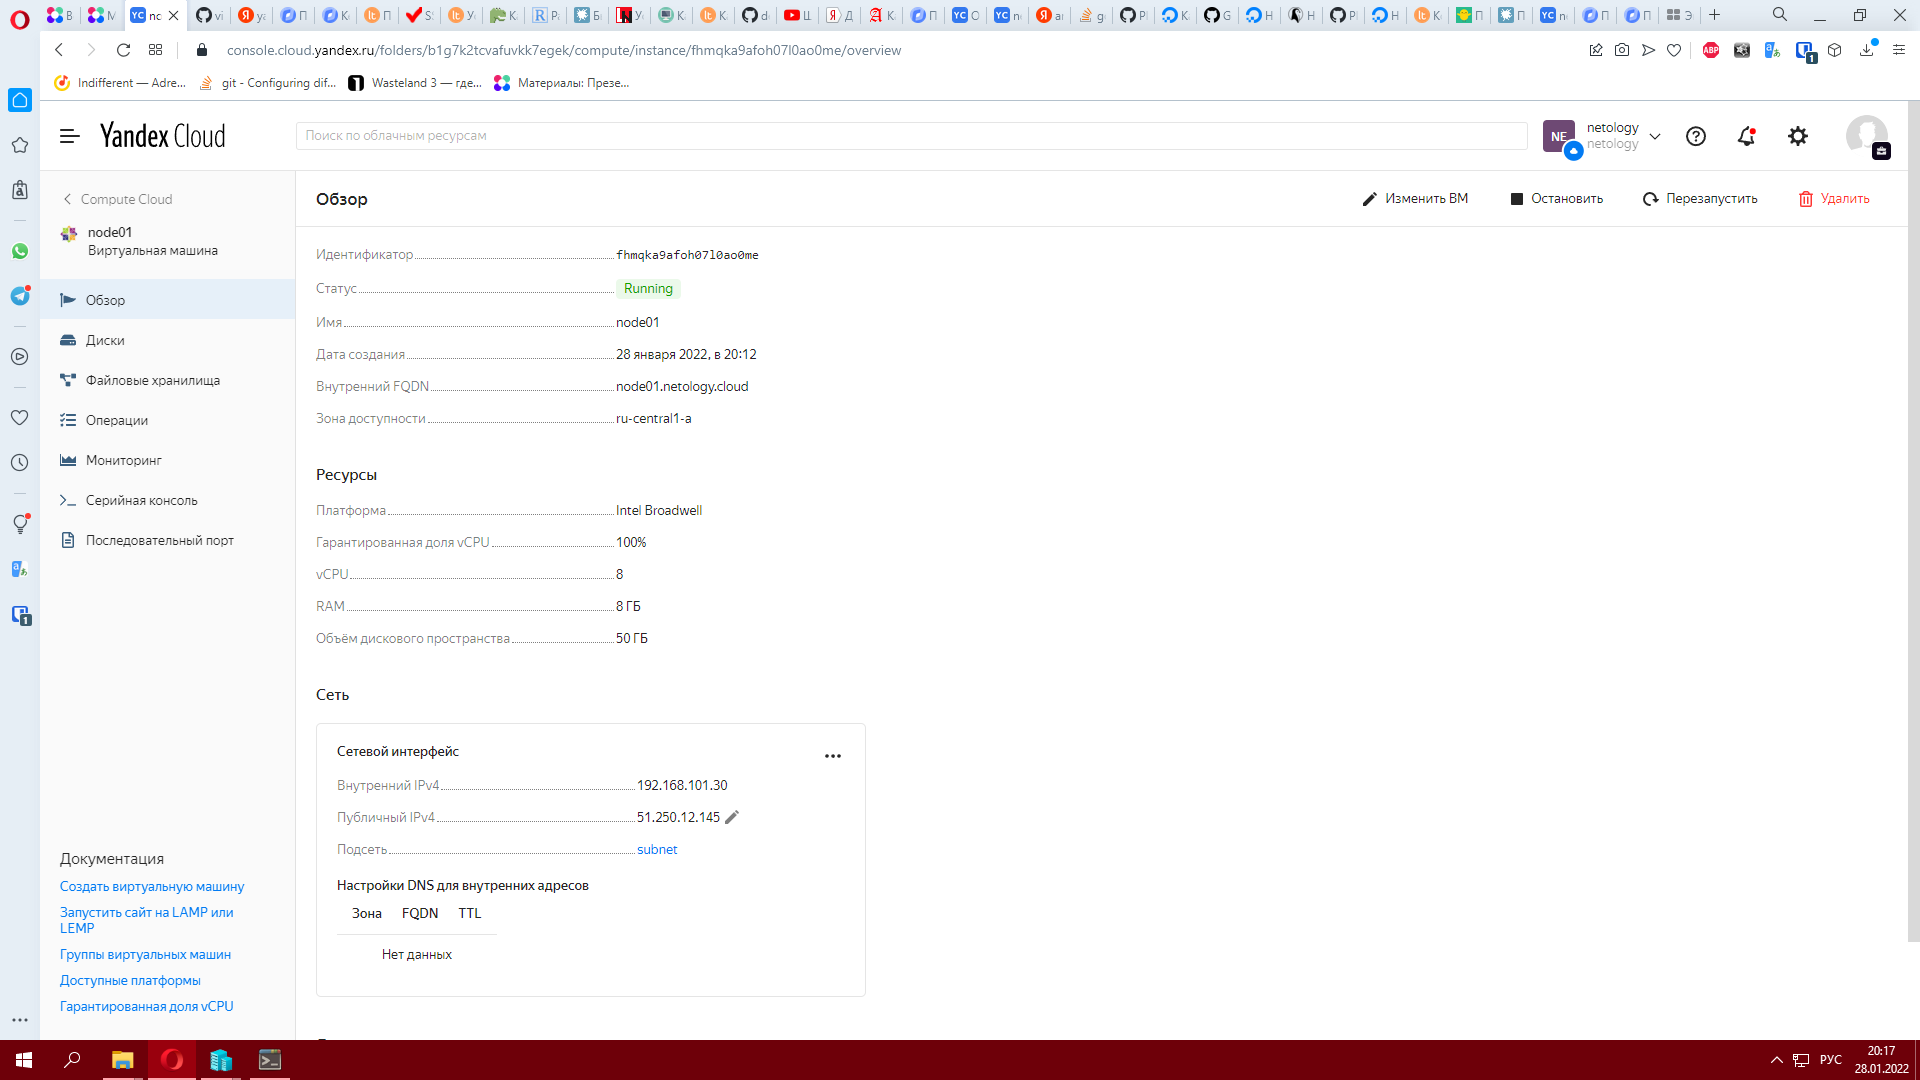 console.cloud.yandex.ru/folders/b1g7k2tcvafuvkk7egek/compute/instance/fhmqka9afoh07l0ao0me/overview
Indifferent — Adre...
git - Configuring dif...
Wasteland 3 — где...
Материалы: Презе...
Yandex Cloud
Поиск по облачным ресурсам
NE
netology
netology
Compute Cloud
node01
Виртуальная машина
Обзор
Диски
Файловые хранилища
Операции
Мониторинг
Серийная консоль
Последовательный порт
Документация
Создать виртуальную машину
Запустить сайт на LAMP или
LEMP
Группы виртуальных машин
Доступные платформы
Гарантированная доля vCPU
Обзор
Изменить ВМ
Остановить
Перезапустить
Удалить
Идентификатор fhmqka9afoh07l0ao0me
Статус Running
Имя node01
Дата создания 28 января 2022, в 20:12
Внутренний FQDN node01.netology.cloud
Зона доступности ru-central1-a
Ресурсы
Платформа Intel Broadwell
Гарантированная доля vCPU 100%
vCPU 8
RAM 8 ГБ
Объём дискового пространства 50 ГБ
Сеть
Сетевой интерфейс
Внутренний IPv4 192.168.101.30
Публичный IPv4 51.250.12.145
Подсеть subnet
Настройки DNS для внутренних адресов
Зона FQDN TTL
Нет данных
РУС
20:17
28.01.2022